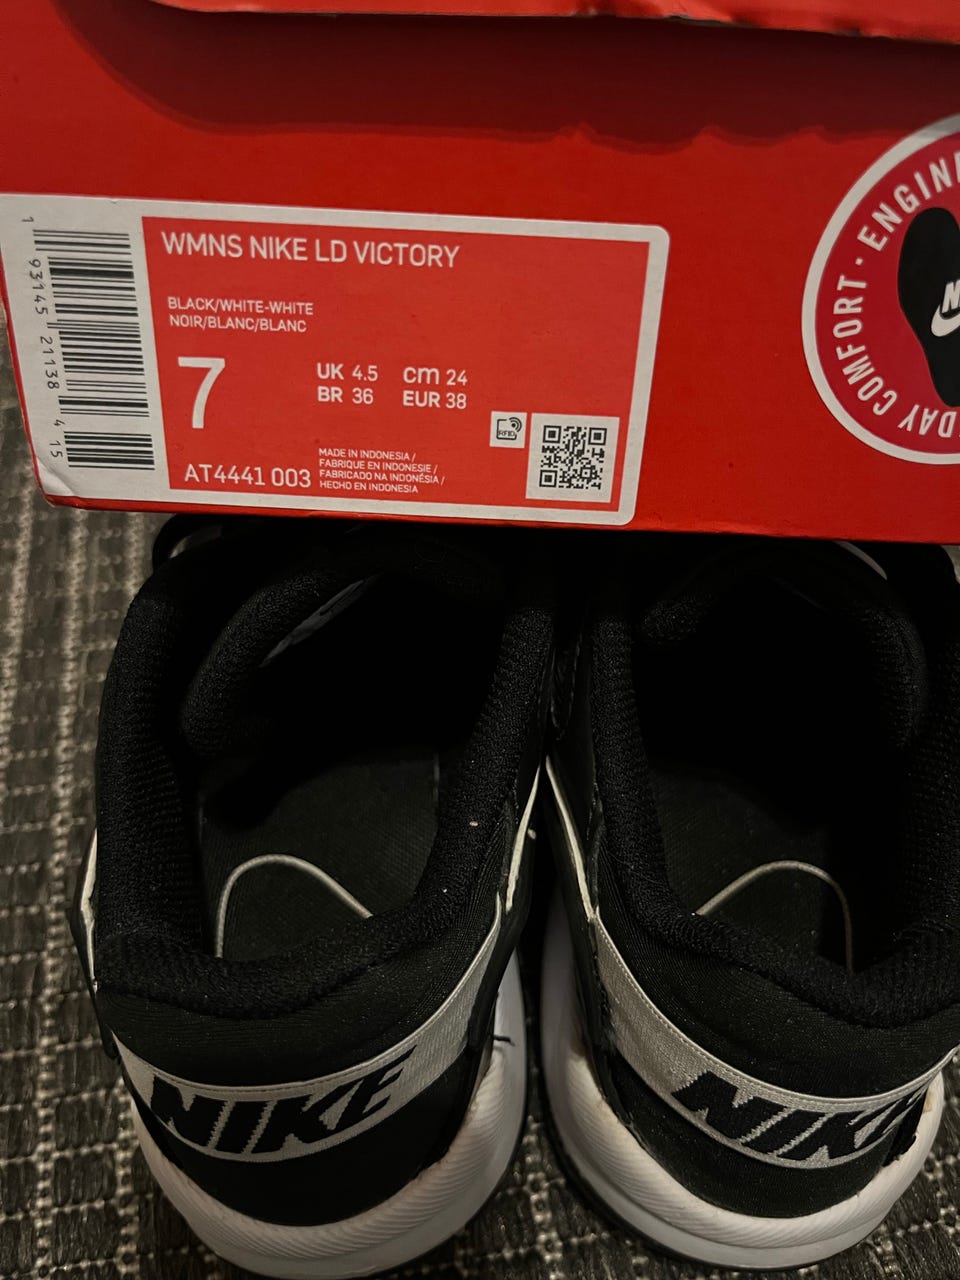 WMNS NIKE LD VICTORY
BLACK/WHITE-WHITE
NOIR/BLANC/BLANC
7
UK 4.5 cm 24
BR 36 EUR 38
RFID
AT4441 003
MADE IN INDONESIA /
FABRIQUE EN INDONESIE /
FABRICADO NA INDONÉSIA /
HECHO EN INDONESIA
1 93145 21138 4 15
DAY COMFORT · ENGINE
NIKE
NIKE